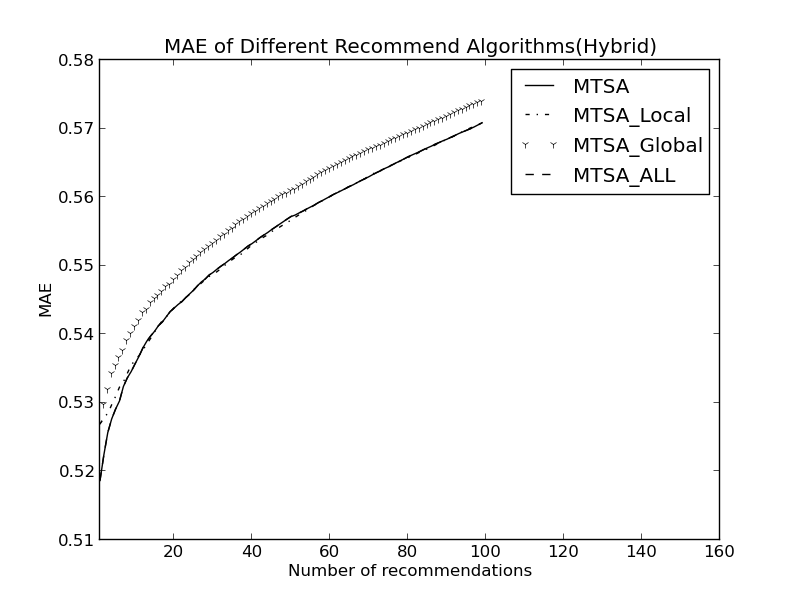 MAE of Different Recommend Algorithms(Hybrid)
0.58
0.57
0.56
0.55
0.54
0.53
0.52
0.51
MAE
MTSA
MTSA_Local
MTSA_Global
MTSA_ALL
20 40 60 80 100 120 140 160
Number of recommendations